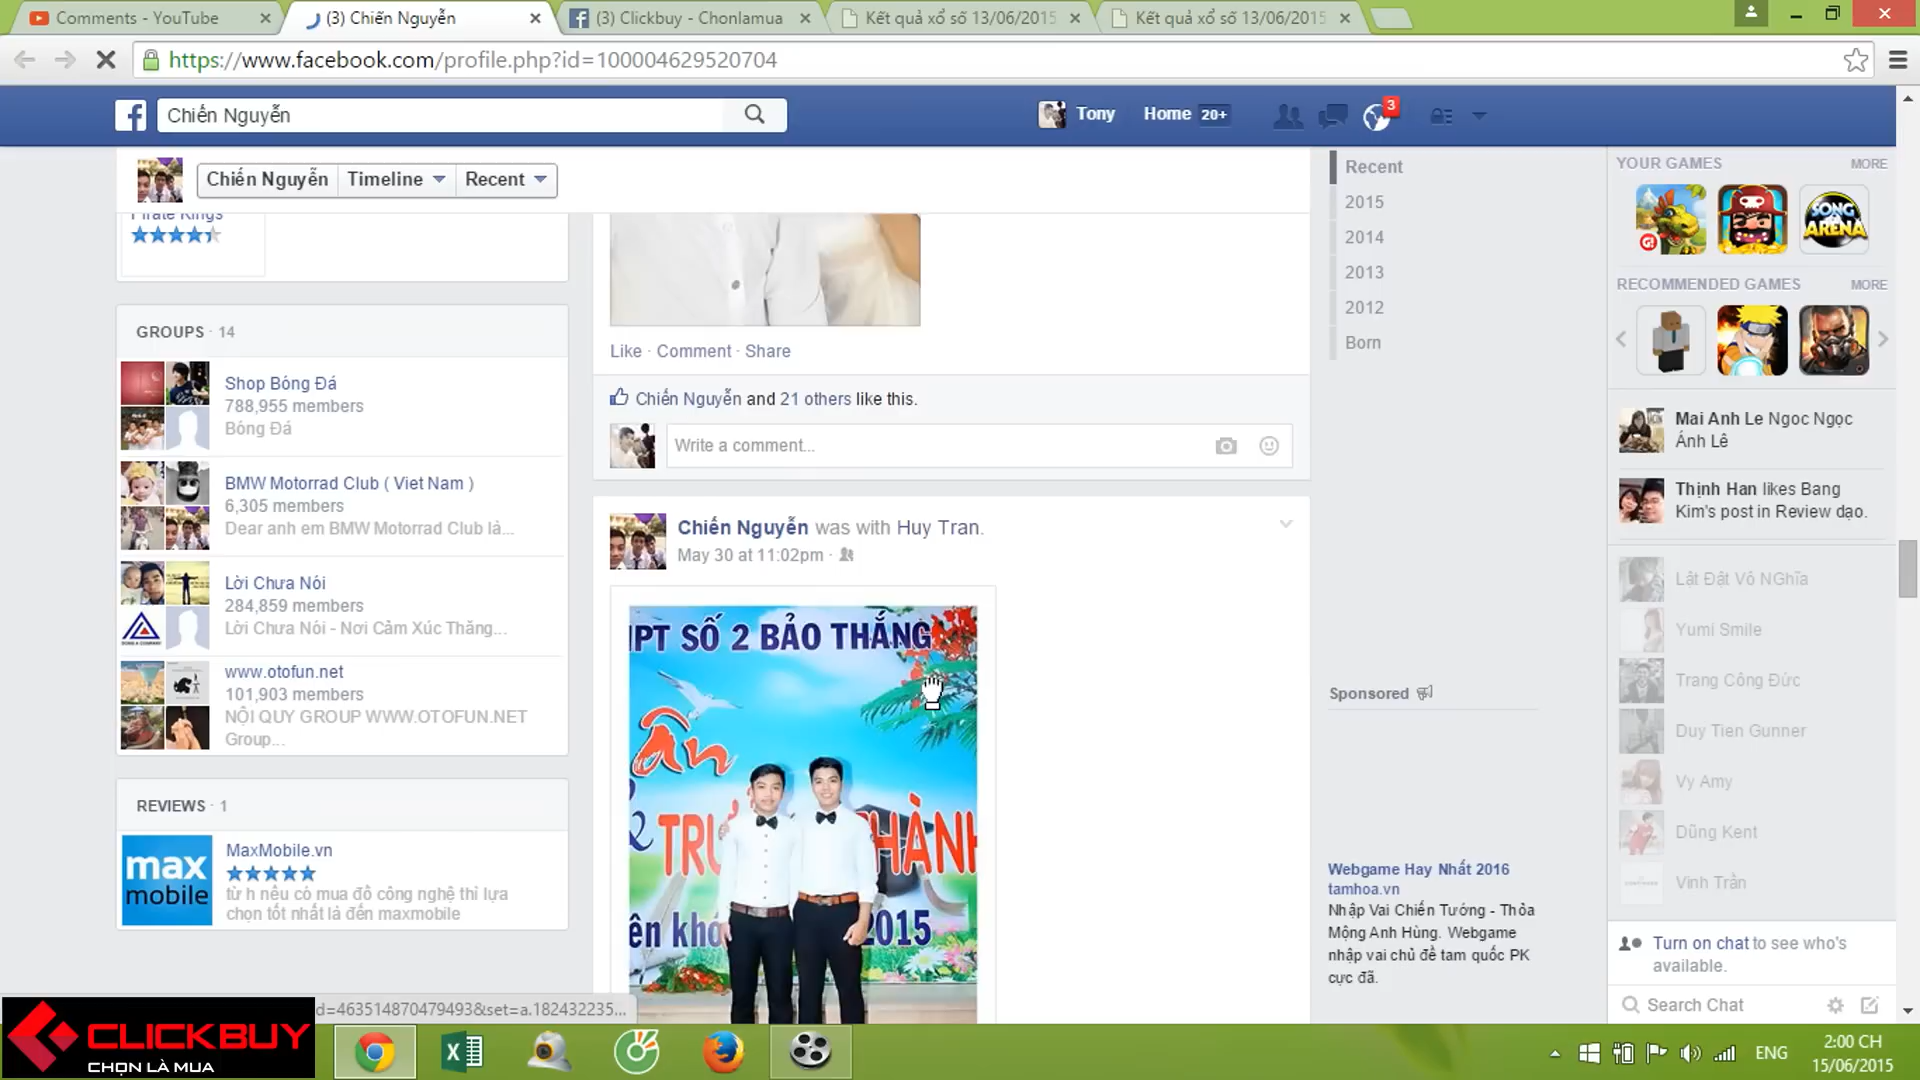 Comments - YouTube
(3) Chiến Nguyễn
(3) Clickbuy - Chonlamua
Kết quả xổ số 13/06/2015
Kết quả xổ số 13/06/2015
https://www.facebook.com/profile.php?id=100004629520704
Chiến Nguyễn
Tony
Home 20+
3
Chiến Nguyễn
Timeline
Recent
Pirate Kings
GROUPS · 14
Shop Bóng Đá
788,955 members
Bóng Đá
BMW Motorrad Club ( Viet Nam )
6,305 members
Dear anh em BMW Motorrad Club là...
Lời Chưa Nói
284,859 members
Lời Chưa Nói - Nơi Cảm Xúc Thăng...
www.otofun.net
101,903 members
NỘI QUY GROUP WWW.OTOFUN.NET
Group...
REVIEWS · 1
max
mobile
MaxMobile.vn
từ h nếu có mua đồ công nghệ thì lựa
chọn tốt nhất là đến maxmobile
Like · Comment · Share
Chiến Nguyễn and 21 others like this.
Write a comment...
Chiến Nguyễn was with Huy Tran.
May 30 at 11:02pm ·
HPT SỐ 2 BẢO THẮNG
ân
& TRƯ THÀNH
iên khó 2015
Recent
2015
2014
2013
2012
Born
Sponsored
Webgame Hay Nhất 2016
tamhoa.vn
Nhập Vai Chiến Tướng - Thỏa
Mộng Anh Hùng. Webgame
nhập vai chủ đề tam quốc PK
cực đã.
YOUR GAMES
MORE
SONG
ARENA
RECOMMENDED GAMES
MORE
Mai Anh Le Ngoc Ngọc
Ánh Lê
Thịnh Han likes Bang
Kim's post in Review dạo.
Lật Đật Vô NGhĩa
Yumi Smile
Trang Công Đức
Duy Tien Gunner
Vy Amy
Dũng Kent
Vinh Trần
Turn on chat to see who's
available.
Search Chat
d=463514870479493&set=a.182432235...
CLICKBUY
CHỌN LÀ MUA
ENG
2:00 CH
15/06/2015